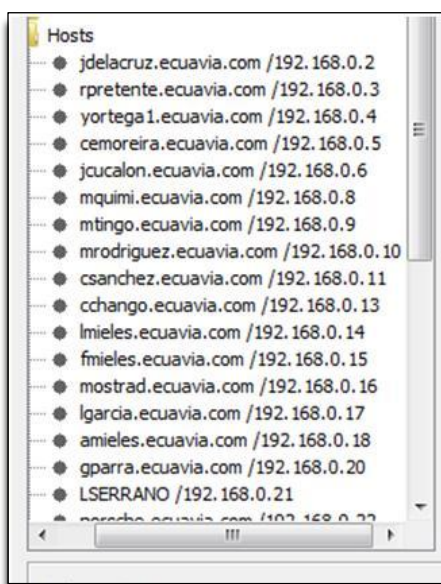 Hosts
jdelacruz.ecuavia.com /192.168.0.2
rpretente.ecuavia.com /192.168.0.3
yortega1.ecuavia.com /192.168.0.4
cemoreira.ecuavia.com /192.168.0.5
jcucalon.ecuavia.com /192.168.0.6
mquimi.ecuavia.com /192.168.0.8
mtingo.ecuavia.com /192.168.0.9
mrodriguez.ecuavia.com /192.168.0.10
csanchez.ecuavia.com /192.168.0.11
cchango.ecuavia.com /192.168.0.13
lmieles.ecuavia.com /192.168.0.14
fmieles.ecuavia.com /192.168.0.15
mostrad.ecuavia.com /192.168.0.16
lgarcia.ecuavia.com /192.168.0.17
amieles.ecuavia.com /192.168.0.18
gparra.ecuavia.com /192.168.0.20
LSERRANO /192.168.0.21